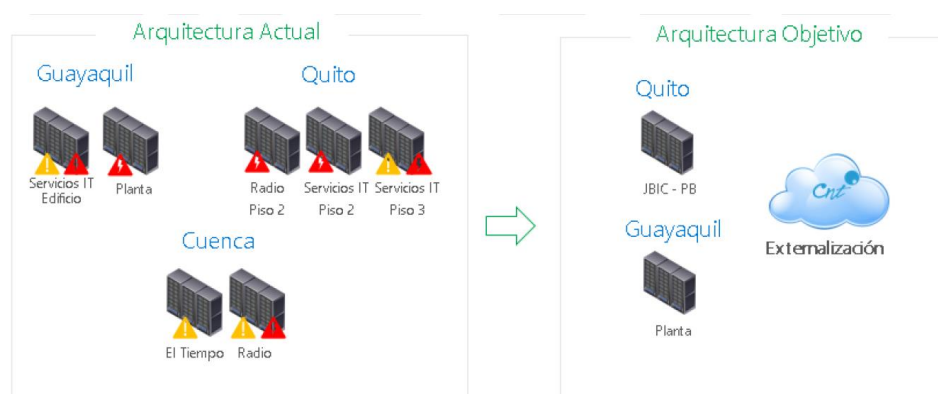 Arquitectura Actual
Guayaquil
Servicios IT
Edificio
Planta
Quito
Radio
Piso 2
Servicios IT
Piso 2
Servicios IT
Piso 3
Cuenca
El Tiempo
Radio
Arquitectura Objetivo
Quito
JBIC - PB
Guayaquil
Planta
Cnt
Externalización